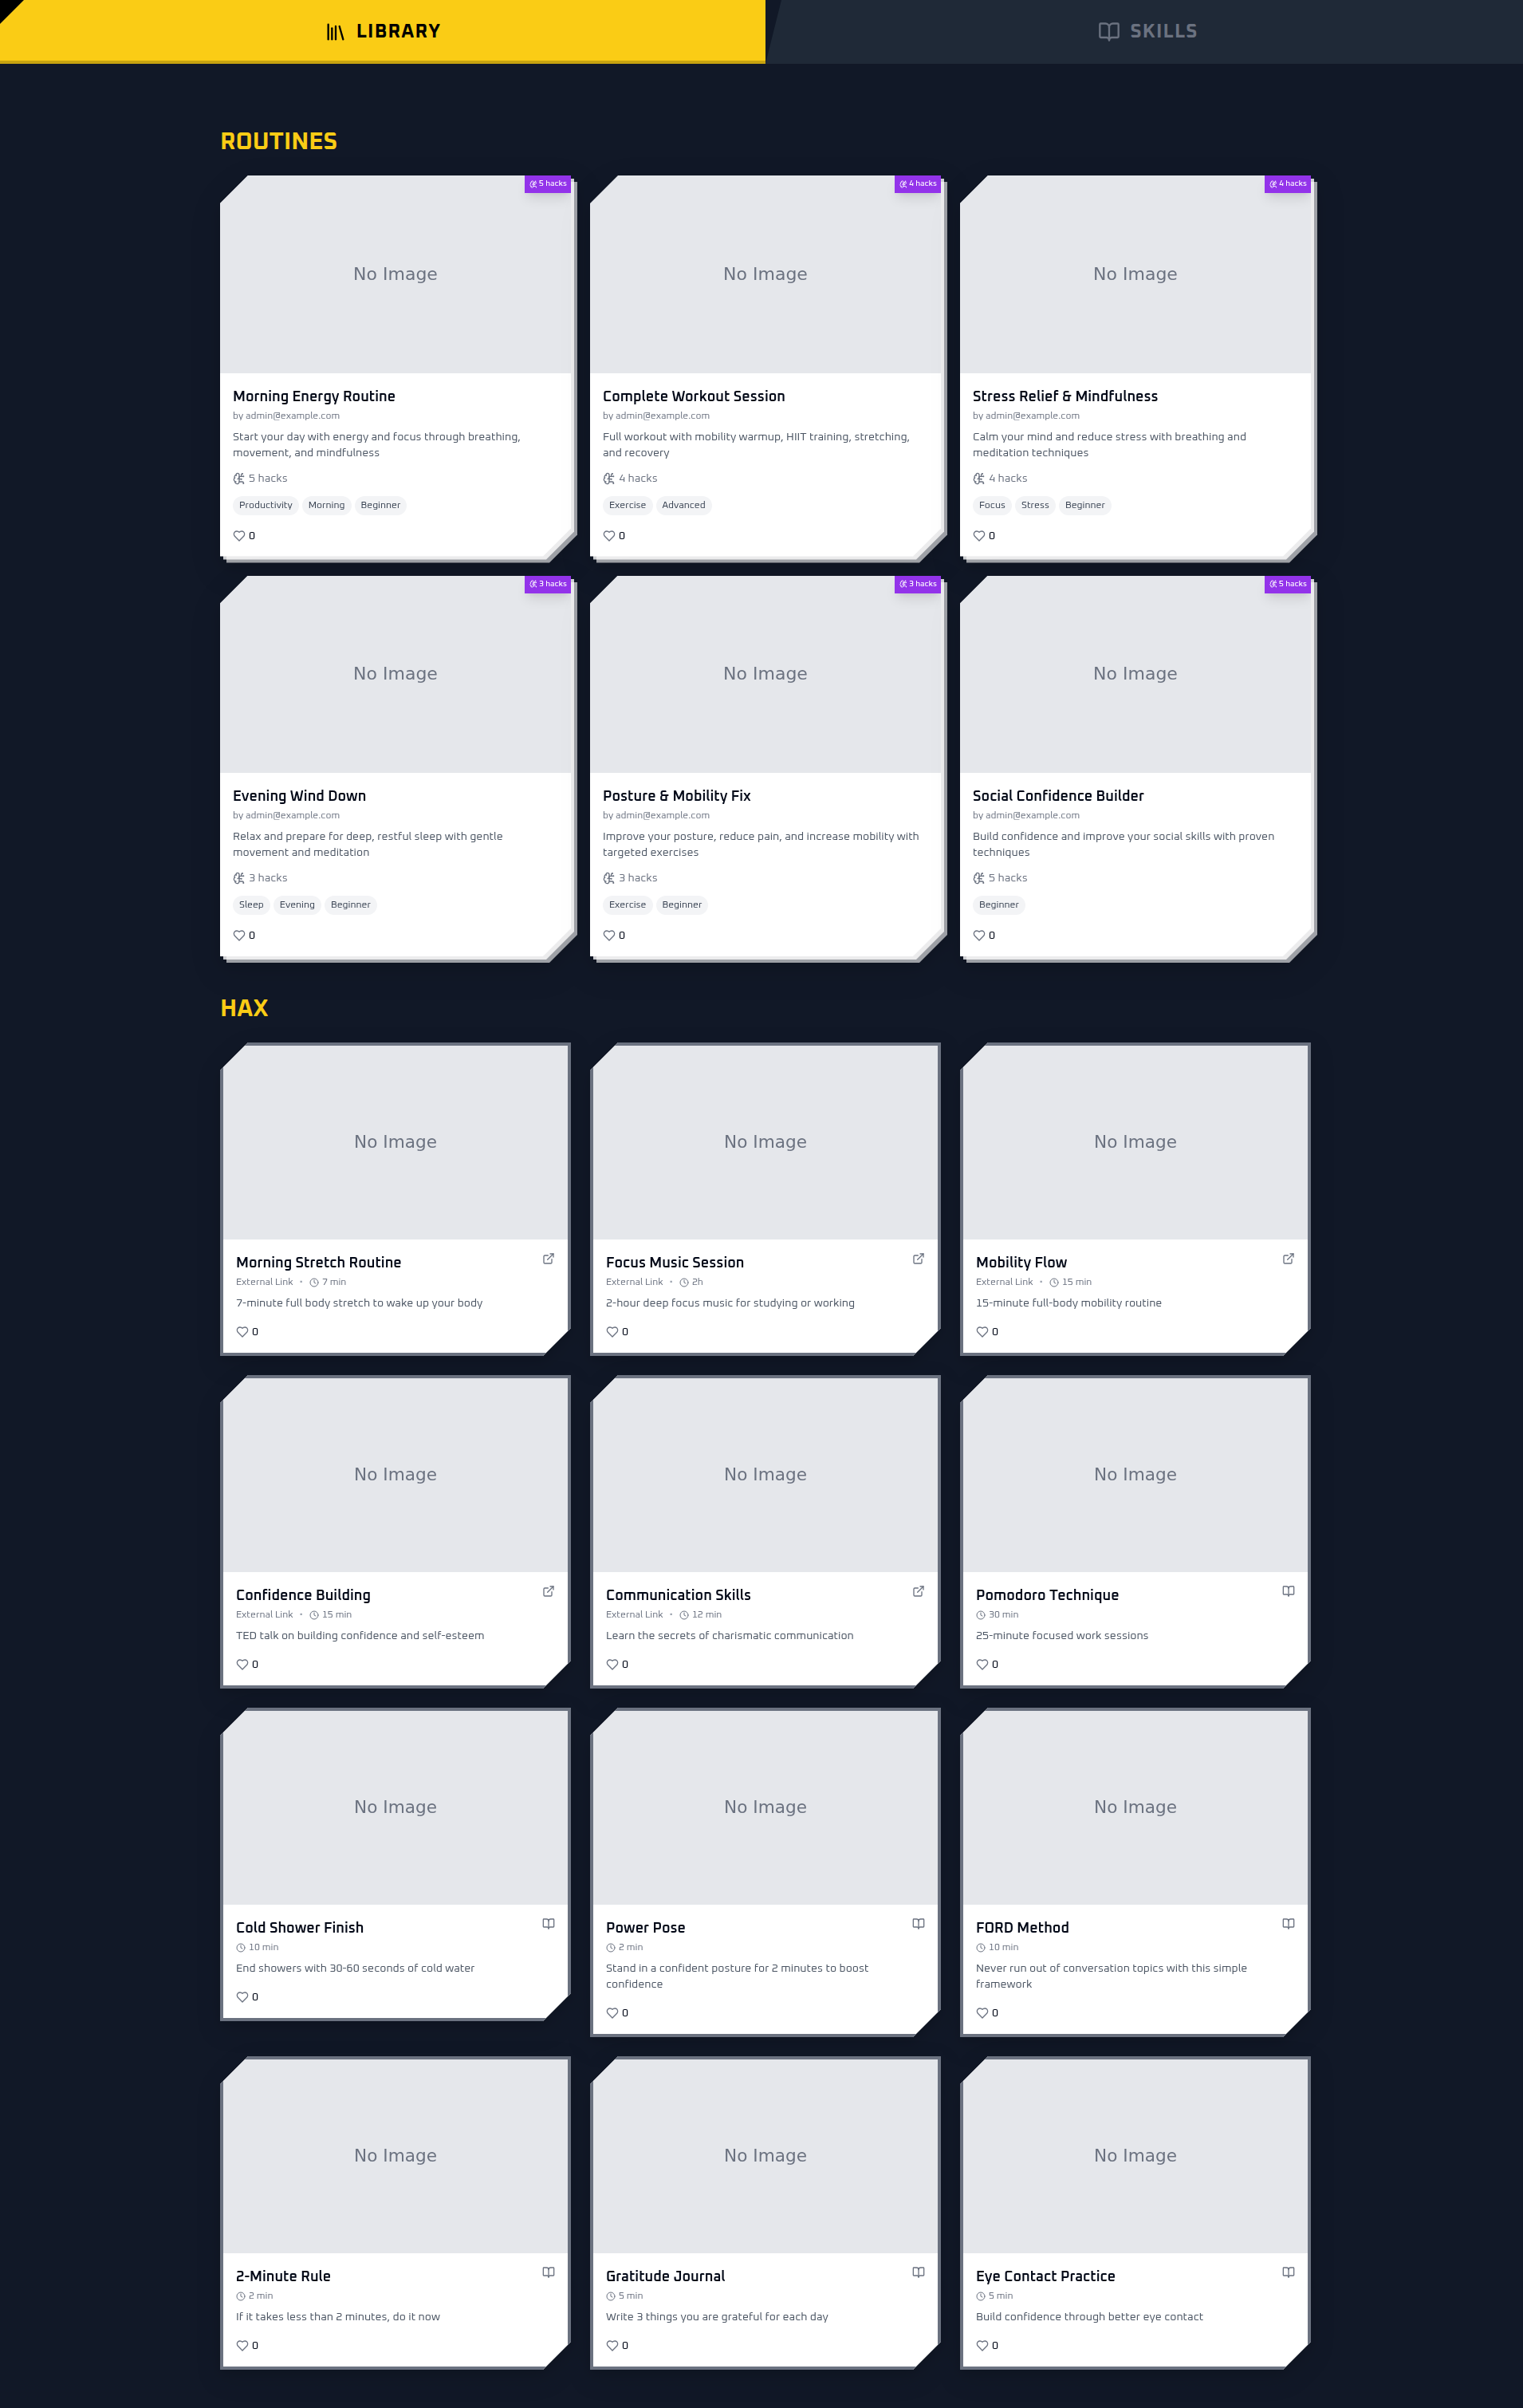 LIBRARY
SKILLS
ROUTINES
5 hacks
No Image
Morning Energy Routine
by admin@example.com
Start your day with energy and focus through breathing,
movement, and mindfulness
5 hacks
Productivity Morning Beginner
0
4 hacks
No Image
Complete Workout Session
by admin@example.com
Full workout with mobility warmup, HIIT training, stretching,
and recovery
4 hacks
Exercise Advanced
0
4 hacks
No Image
Stress Relief & Mindfulness
by admin@example.com
Calm your mind and reduce stress with breathing and
meditation techniques
4 hacks
Focus Stress Beginner
0
3 hacks
No Image
Evening Wind Down
by admin@example.com
Relax and prepare for deep, restful sleep with gentle
movement and meditation
3 hacks
Sleep Evening Beginner
0
3 hacks
No Image
Posture & Mobility Fix
by admin@example.com
Improve your posture, reduce pain, and increase mobility with
targeted exercises
3 hacks
Exercise Beginner
0
5 hacks
No Image
Social Confidence Builder
by admin@example.com
Build confidence and improve your social skills with proven
techniques
5 hacks
Beginner
0
HAX
No Image
Morning Stretch Routine
External Link • 7 min
7-minute full body stretch to wake up your body
0
No Image
Focus Music Session
External Link • 2h
2-hour deep focus music for studying or working
0
No Image
Mobility Flow
External Link • 15 min
15-minute full-body mobility routine
0
No Image
Confidence Building
External Link • 15 min
TED talk on building confidence and self-esteem
0
No Image
Communication Skills
External Link • 12 min
Learn the secrets of charismatic communication
0
No Image
Pomodoro Technique
30 min
25-minute focused work sessions
0
No Image
Cold Shower Finish
10 min
End showers with 30-60 seconds of cold water
0
No Image
Power Pose
2 min
Stand in a confident posture for 2 minutes to boost
confidence
0
No Image
FORD Method
10 min
Never run out of conversation topics with this simple
framework
0
No Image
2-Minute Rule
2 min
If it takes less than 2 minutes, do it now
0
No Image
Gratitude Journal
5 min
Write 3 things you are grateful for each day
0
No Image
Eye Contact Practice
5 min
Build confidence through better eye contact
0